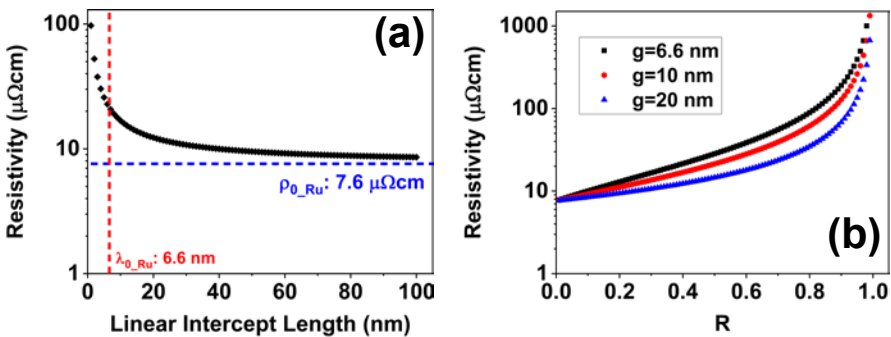 (a)
Resistivity (μΩcm)
100
10
1
ρ0_Ru: 7.6 μΩcm
λ0_Ru: 6.6 nm
0 20 40 60 80 100
Linear Intercept Length (nm)
(b)
Resistivity (μΩcm)
1000
100
10
1
g=6.6 nm
g=10 nm
g=20 nm
0.0 0.2 0.4 0.6 0.8 1.0
R